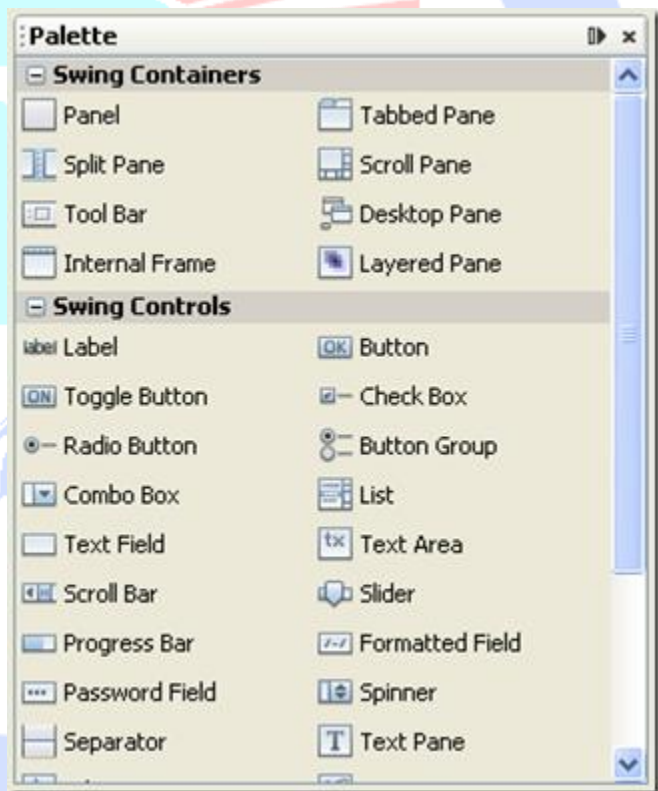 Palette
Swing Containers
Panel Tabbed Pane
Split Pane Scroll Pane
Tool Bar Desktop Pane
Internal Frame Layered Pane
Swing Controls
label Label OK Button
ON Toggle Button Check Box
Radio Button Button Group
Combo Box List
Text Field tx Text Area
Scroll Bar Slider
Progress Bar Formatted Field
Password Field Spinner
Separator T Text Pane